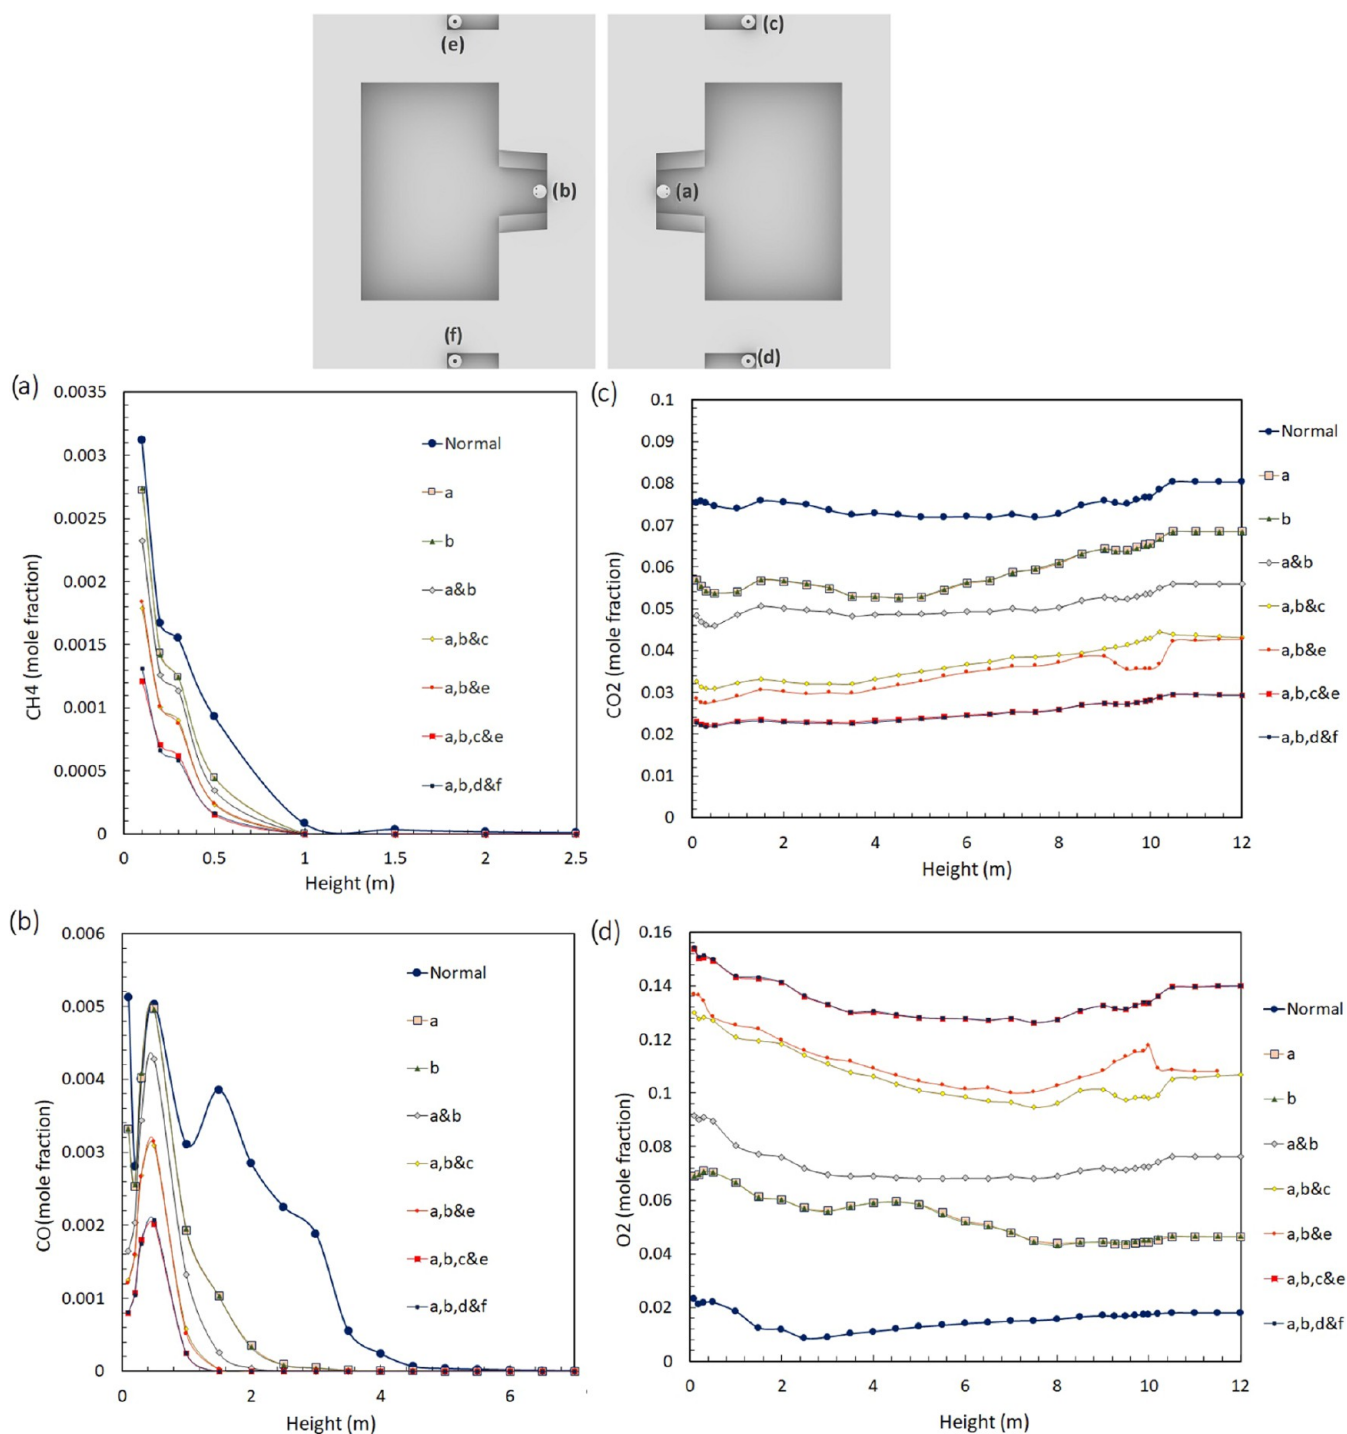 (e)
(c)
(b)
(a)
(f)
(d)
(a)
0.0035
0.003
0.0025
0.002
0.0015
0.001
0.0005
0
CH4 (mole fraction)
0
0.5
1
1.5
2
2.5
Height (m)
Normal
a
b
a&b
a,b&c
a,b&e
a,b,c&e
a,b,d&f
(c)
0.1
0.09
0.08
0.07
0.06
0.05
0.04
0.03
0.02
0.01
0
CO2 (mole fraction)
0
2
4
6
8
10
12
Height (m)
Normal
a
b
a&b
a,b&c
a,b&e
a,b,c&e
a,b,d&f
(b)
0.006
0.005
0.004
0.003
0.002
0.001
0
CO(mole fraction)
0
2
4
6
Height (m)
Normal
a
b
a&b
a,b&c
a,b&e
a,b,c&e
a,b,d&f
(d)
0.16
0.14
0.12
0.1
0.08
0.06
0.04
0.02
0
O2 (mole fraction)
0
2
4
6
8
10
12
Height (m)
Normal
a
b
a&b
a,b&c
a,b&e
a,b,c&e
a,b,d&f